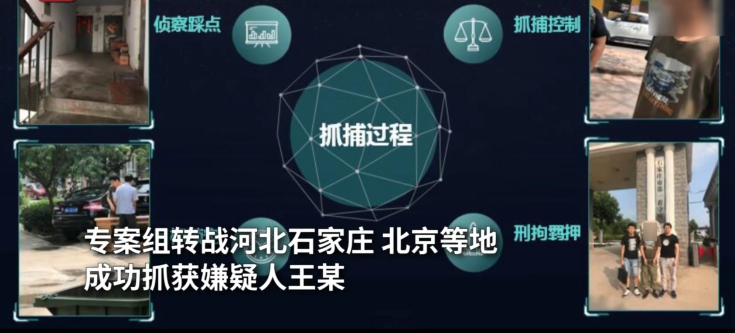 侦察踩点
抓捕控制
抓捕过程
刑拘羁押
专案组转战河北石家庄 北京等地
成功抓获嫌疑人王某